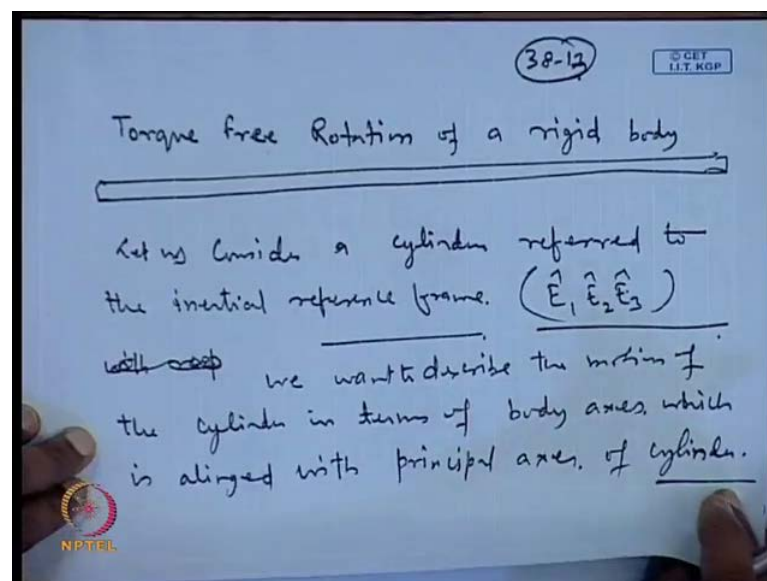 38-12
© CET
I.I.T. KGP
Torque free Rotation of a rigid body
Let us Consider a cylinder referred to
the inertial reference frame. (Ê₁ Ê₂ Ê₃)
we want to describe the motion of
the cylinder in terms of body axes. which
is alinged with principal axes. of cylinder.
NPTEL